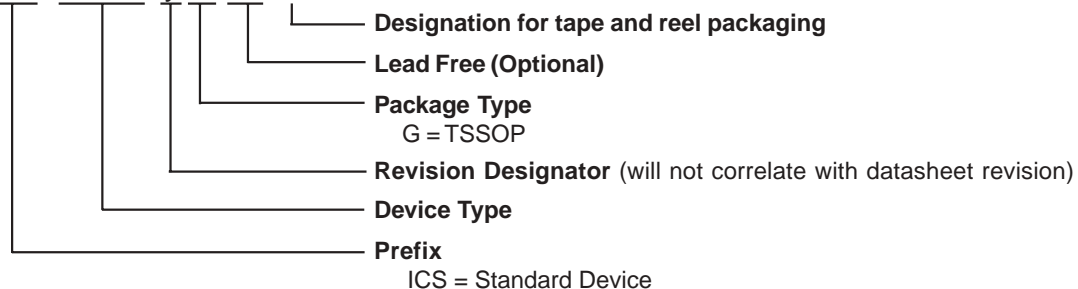 Designation for tape and reel packaging
Lead Free (Optional)
Package Type
G = TSSOP
Revision Designator (will not correlate with datasheet revision)
Device Type
Prefix
ICS = Standard Device